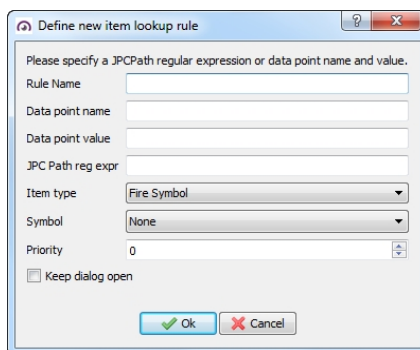 Define new item lookup rule
?
Please specify a JPCPath regular expression or data point name and value.
Rule Name
Data point name
Data point value
JPC Path reg expr
Item type Fire Symbol
Symbol None
Priority 0
Keep dialog open
Ok Cancel